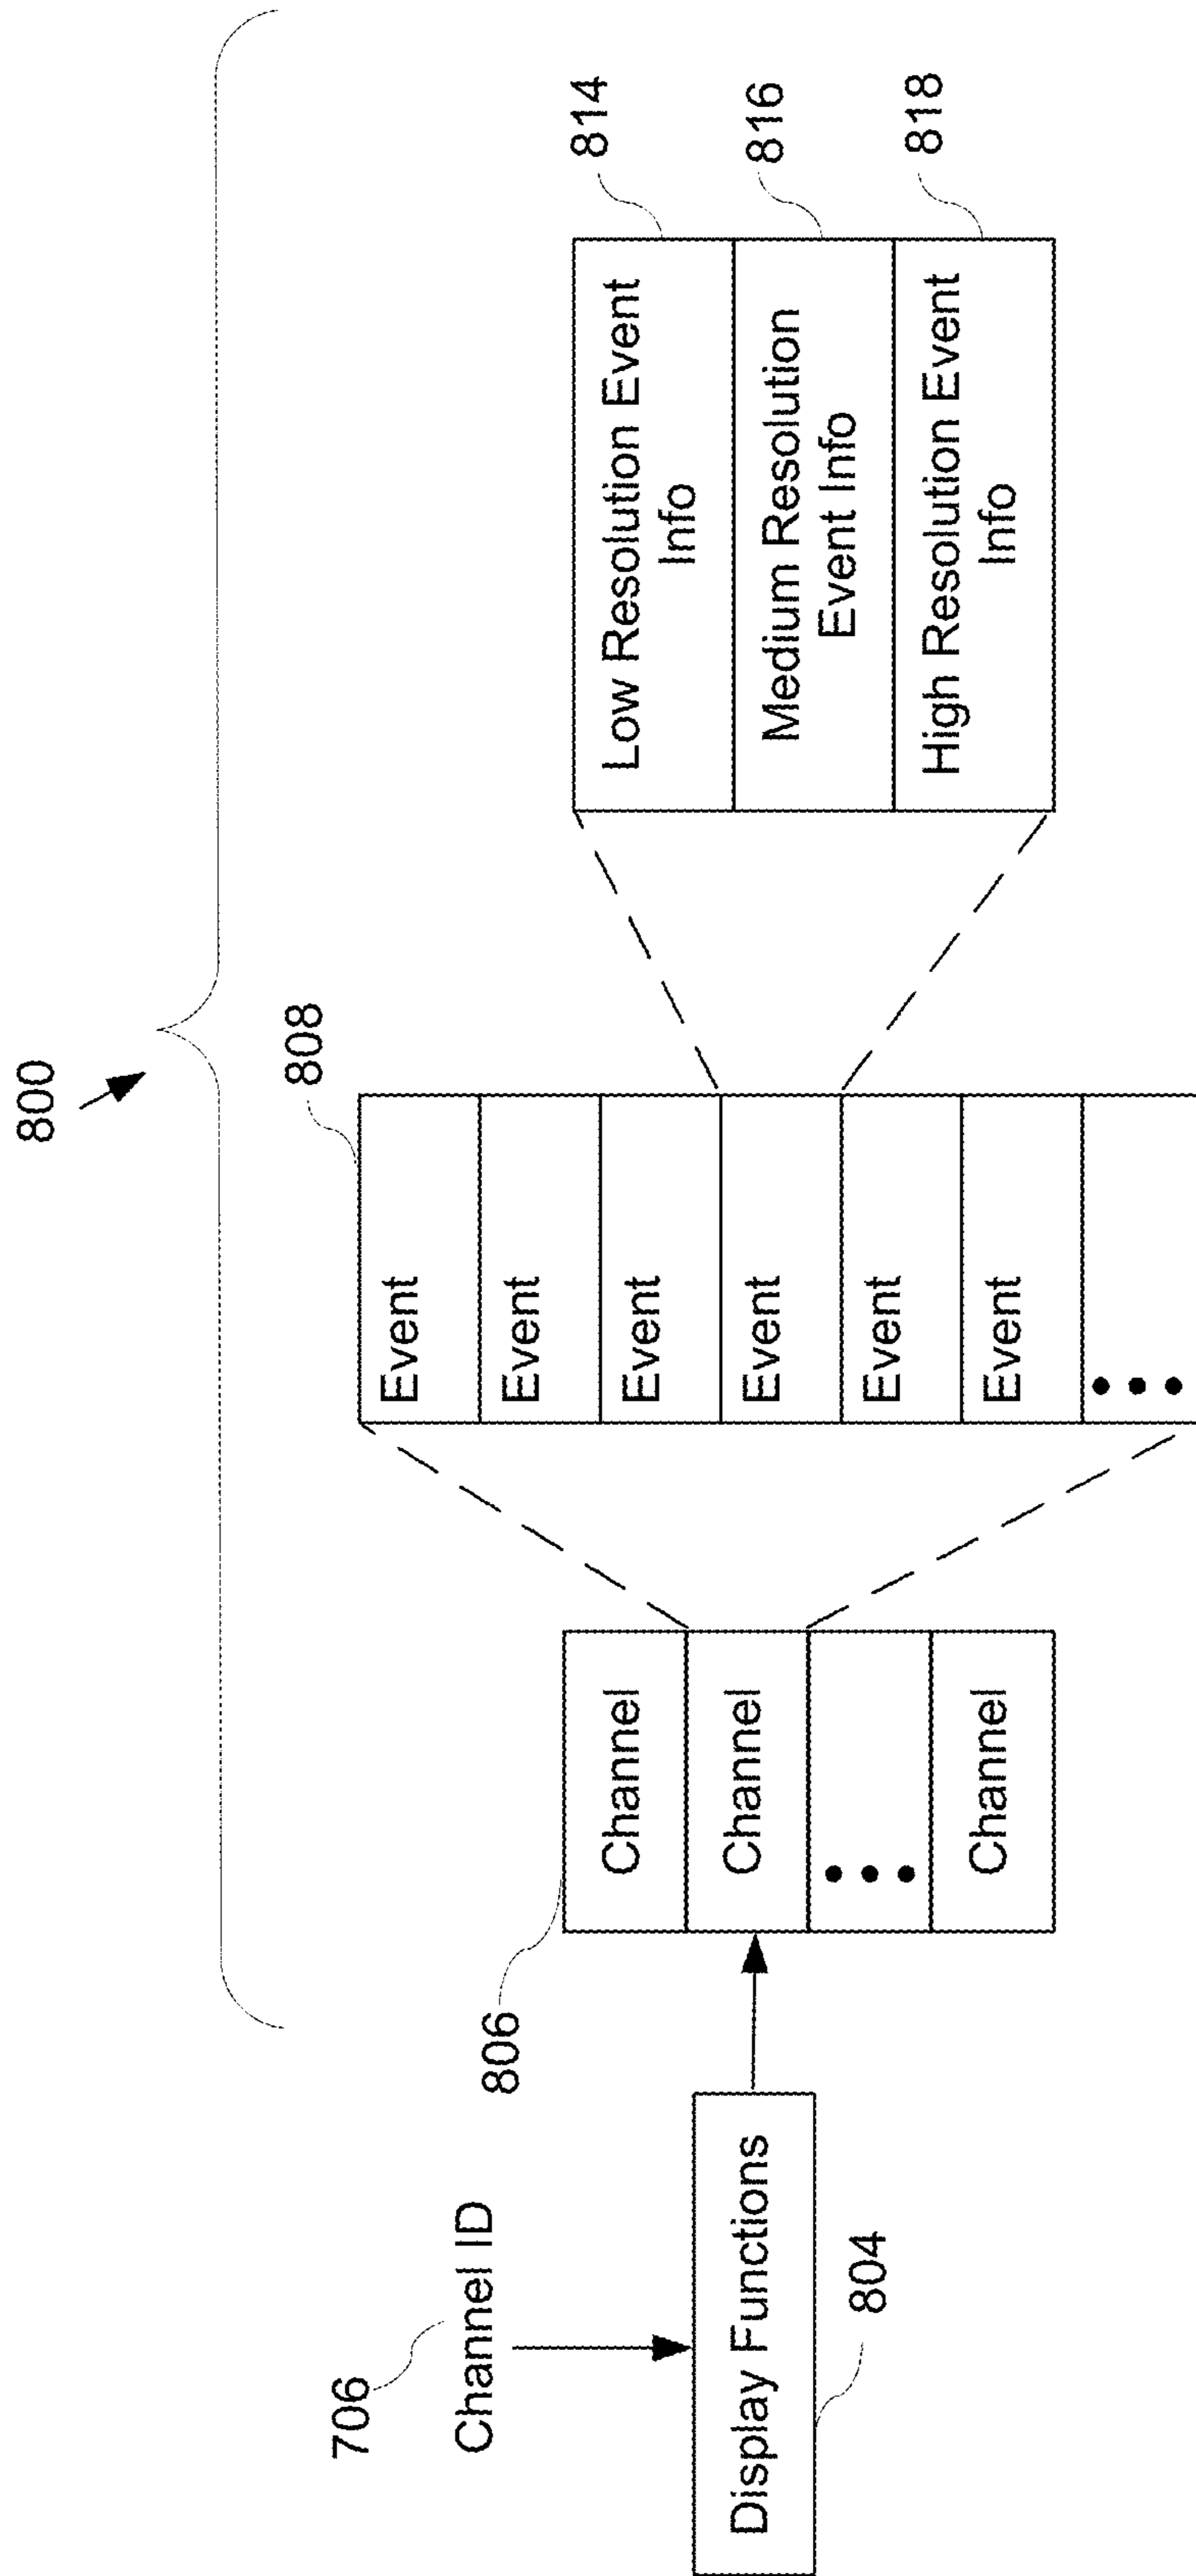 800
706
Channel ID
Display Functions
804
806
Channel
Channel
•••
Channel
808
Event
Event
Event
Event
Event
Event
•••
Low Resolution Event
Info
814
Medium Resolution
Event Info
816
High Resolution Event
Info
818